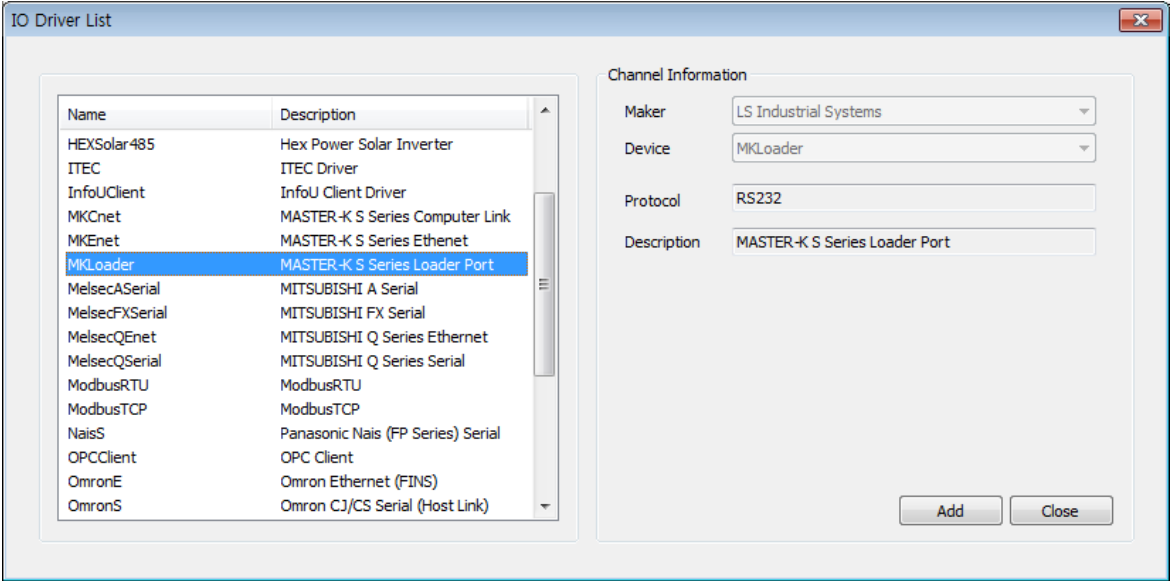 IO Driver List
Name Description
HEXSolar485 Hex Power Solar Inverter
ITEC ITEC Driver
InfoUClient InfoU Client Driver
MKCnet MASTER-K S Series Computer Link
MKEnet MASTER-K S Series Ethenet
MKLoader MASTER-K S Series Loader Port
MelsecASerial MITSUBISHI A Serial
MelsecFXSerial MITSUBISHI FX Serial
MelsecQEnet MITSUBISHI Q Series Ethernet
MelsecQSerial MITSUBISHI Q Series Serial
ModbusRTU ModbusRTU
ModbusTCP ModbusTCP
NaisS Panasonic Nais (FP Series) Serial
OPCClient OPC Client
OmronE Omron Ethernet (FINS)
OmronS Omron CJ/CS Serial (Host Link)
Channel Information
Maker LS Industrial Systems
Device MKLoader
Protocol RS232
Description MASTER-K S Series Loader Port
Add Close